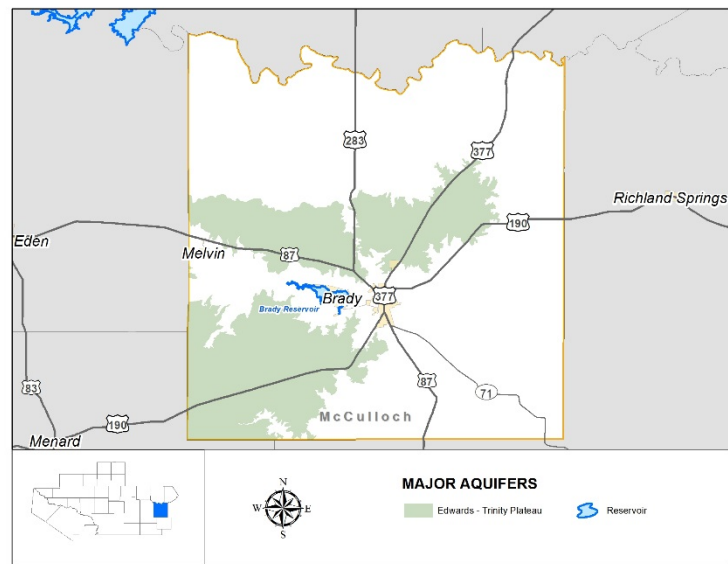 283
377
Richland Springs
190
Eden
Melvin
87
Brady
377
Brady Reservoir
83
87
71
McCulloch
190
Menard
N
W E
S
MAJOR AQUIFERS
Edwards - Trinity Plateau
Reservoir